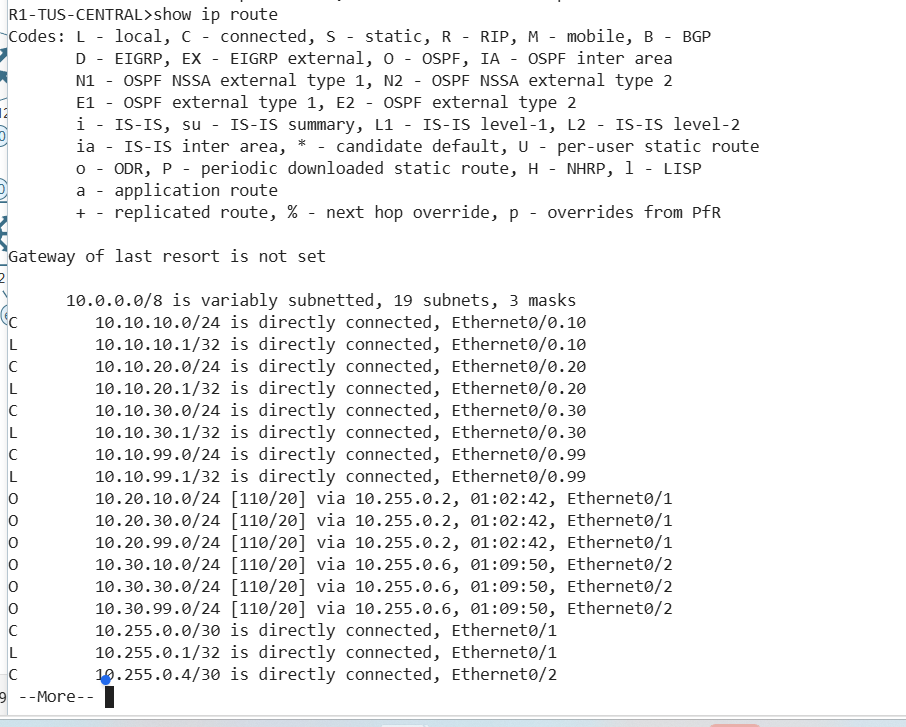 R1-TUS-CENTRAL>show ip route
Codes: L - local, C - connected, S - static, R - RIP, M - mobile, B - BGP
D - EIGRP, EX - EIGRP external, O - OSPF, IA - OSPF inter area
N1 - OSPF NSSA external type 1, N2 - OSPF NSSA external type 2
E1 - OSPF external type 1, E2 - OSPF external type 2
i - IS-IS, su - IS-IS summary, L1 - IS-IS level-1, L2 - IS-IS level-2
ia - IS-IS inter area, * - candidate default, U - per-user static route
o - ODR, P - periodic downloaded static route, H - NHRP, l - LISP
a - application route
+ - replicated route, % - next hop override, p - overrides from PfR
Gateway of last resort is not set
10.0.0.0/8 is variably subnetted, 19 subnets, 3 masks
C 10.10.10.0/24 is directly connected, Ethernet0/0.10
L 10.10.10.1/32 is directly connected, Ethernet0/0.10
C 10.10.20.0/24 is directly connected, Ethernet0/0.20
L 10.10.20.1/32 is directly connected, Ethernet0/0.20
C 10.10.30.0/24 is directly connected, Ethernet0/0.30
L 10.10.30.1/32 is directly connected, Ethernet0/0.30
C 10.10.99.0/24 is directly connected, Ethernet0/0.99
L 10.10.99.1/32 is directly connected, Ethernet0/0.99
O 10.20.10.0/24 [110/20] via 10.255.0.2, 01:02:42, Ethernet0/1
O 10.20.30.0/24 [110/20] via 10.255.0.2, 01:02:42, Ethernet0/1
O 10.20.99.0/24 [110/20] via 10.255.0.2, 01:02:42, Ethernet0/1
O 10.30.10.0/24 [110/20] via 10.255.0.6, 01:09:50, Ethernet0/2
O 10.30.30.0/24 [110/20] via 10.255.0.6, 01:09:50, Ethernet0/2
O 10.30.99.0/24 [110/20] via 10.255.0.6, 01:09:50, Ethernet0/2
C 10.255.0.0/30 is directly connected, Ethernet0/1
L 10.255.0.1/32 is directly connected, Ethernet0/1
C 10.255.0.4/30 is directly connected, Ethernet0/2
--More--